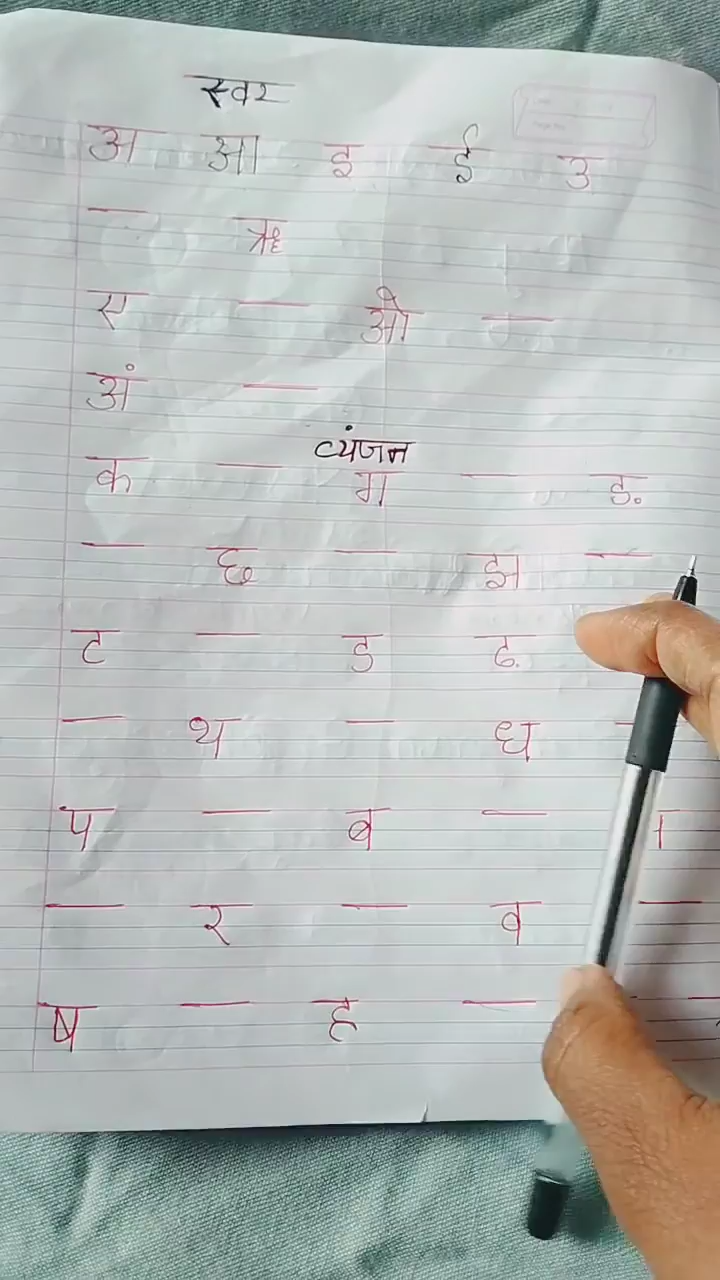 स्वर
अ आ इ ई उ
— ऋ
ए — ओ —
अं —
व्यंजन
क — ग — ङ
— छ — झ —
ट — ड ढ
— थ — ध —
प — ब —
— र — व —
ष — ह — —